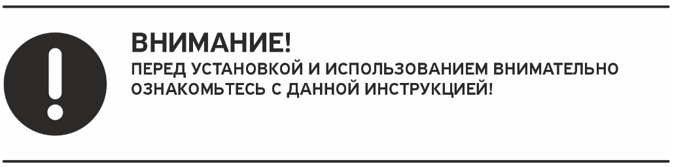 ВНИМАНИЕ!
ПЕРЕД УСТАНОВКОЙ И ИСПОЛЬЗОВАНИЕМ ВНИМАТЕЛЬНО
ОЗНАКОМЬТЕСЬ С ДАННОЙ ИНСТРУКЦИЕЙ!